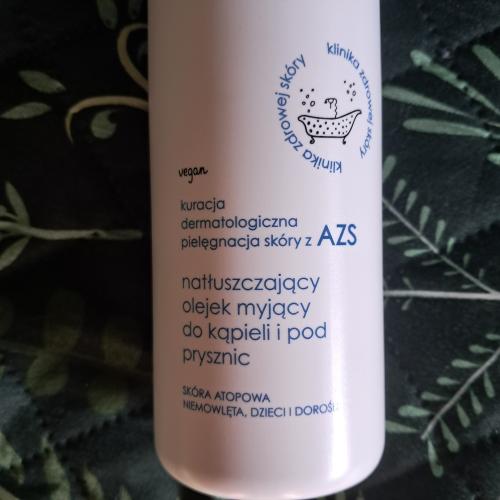 klinika zdrowej skóry
klinika zdrowej skóry
vegan
kuracja
dermatologiczna
pielęgnacja skóry z AZS
natłuszczający
olejek myjący
do kąpieli i pod
prysznic
SKÓRA ATOPOWA
NIEMOWLĘTA, DZIECI I DOROŚLI